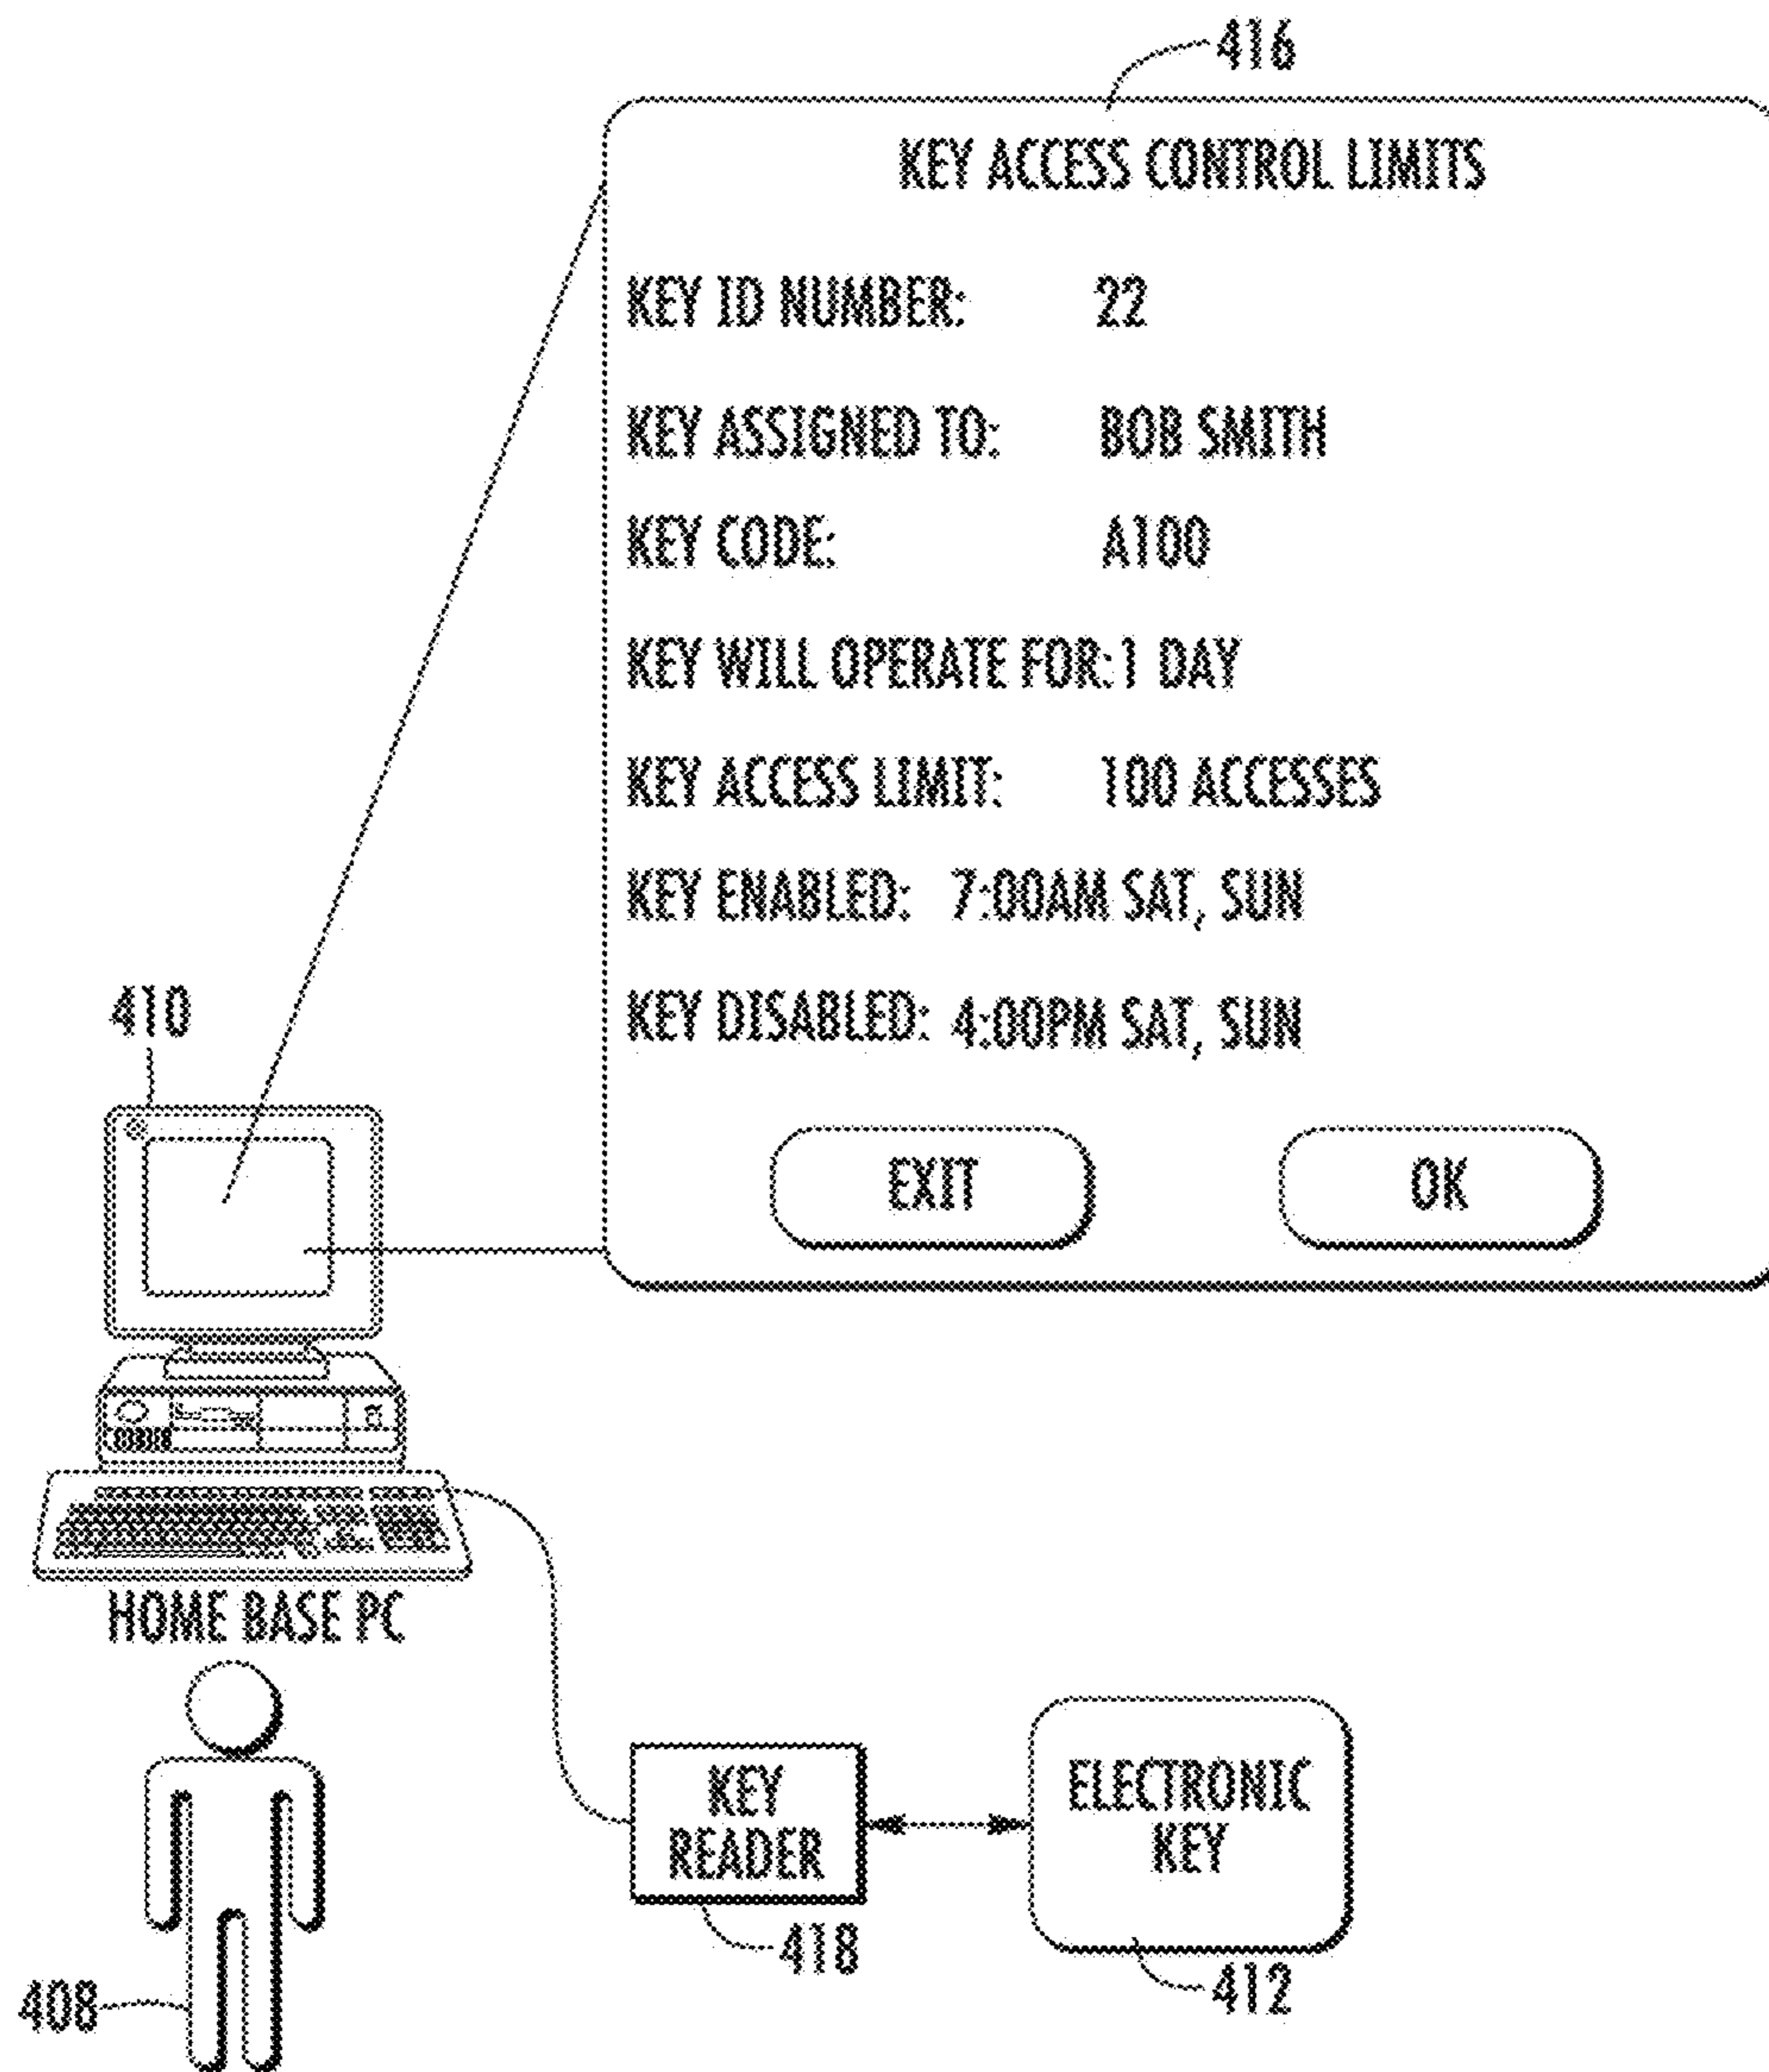 416
KEY ACCESS CONTROL LIMITS
KEY ID NUMBER: 22
KEY ASSIGNED TO: BOB SMITH
KEY CODE: A100
KEY WILL OPERATE FOR: 1 DAY
KEY ACCESS LIMIT: 100 ACCESSES
KEY ENABLED: 7:00AM SAT, SUN
KEY DISABLED: 4:00PM SAT, SUN
EXIT OK
410
HOME BASE PC
KEY
READER
ELECTRONIC
KEY
418
412
408